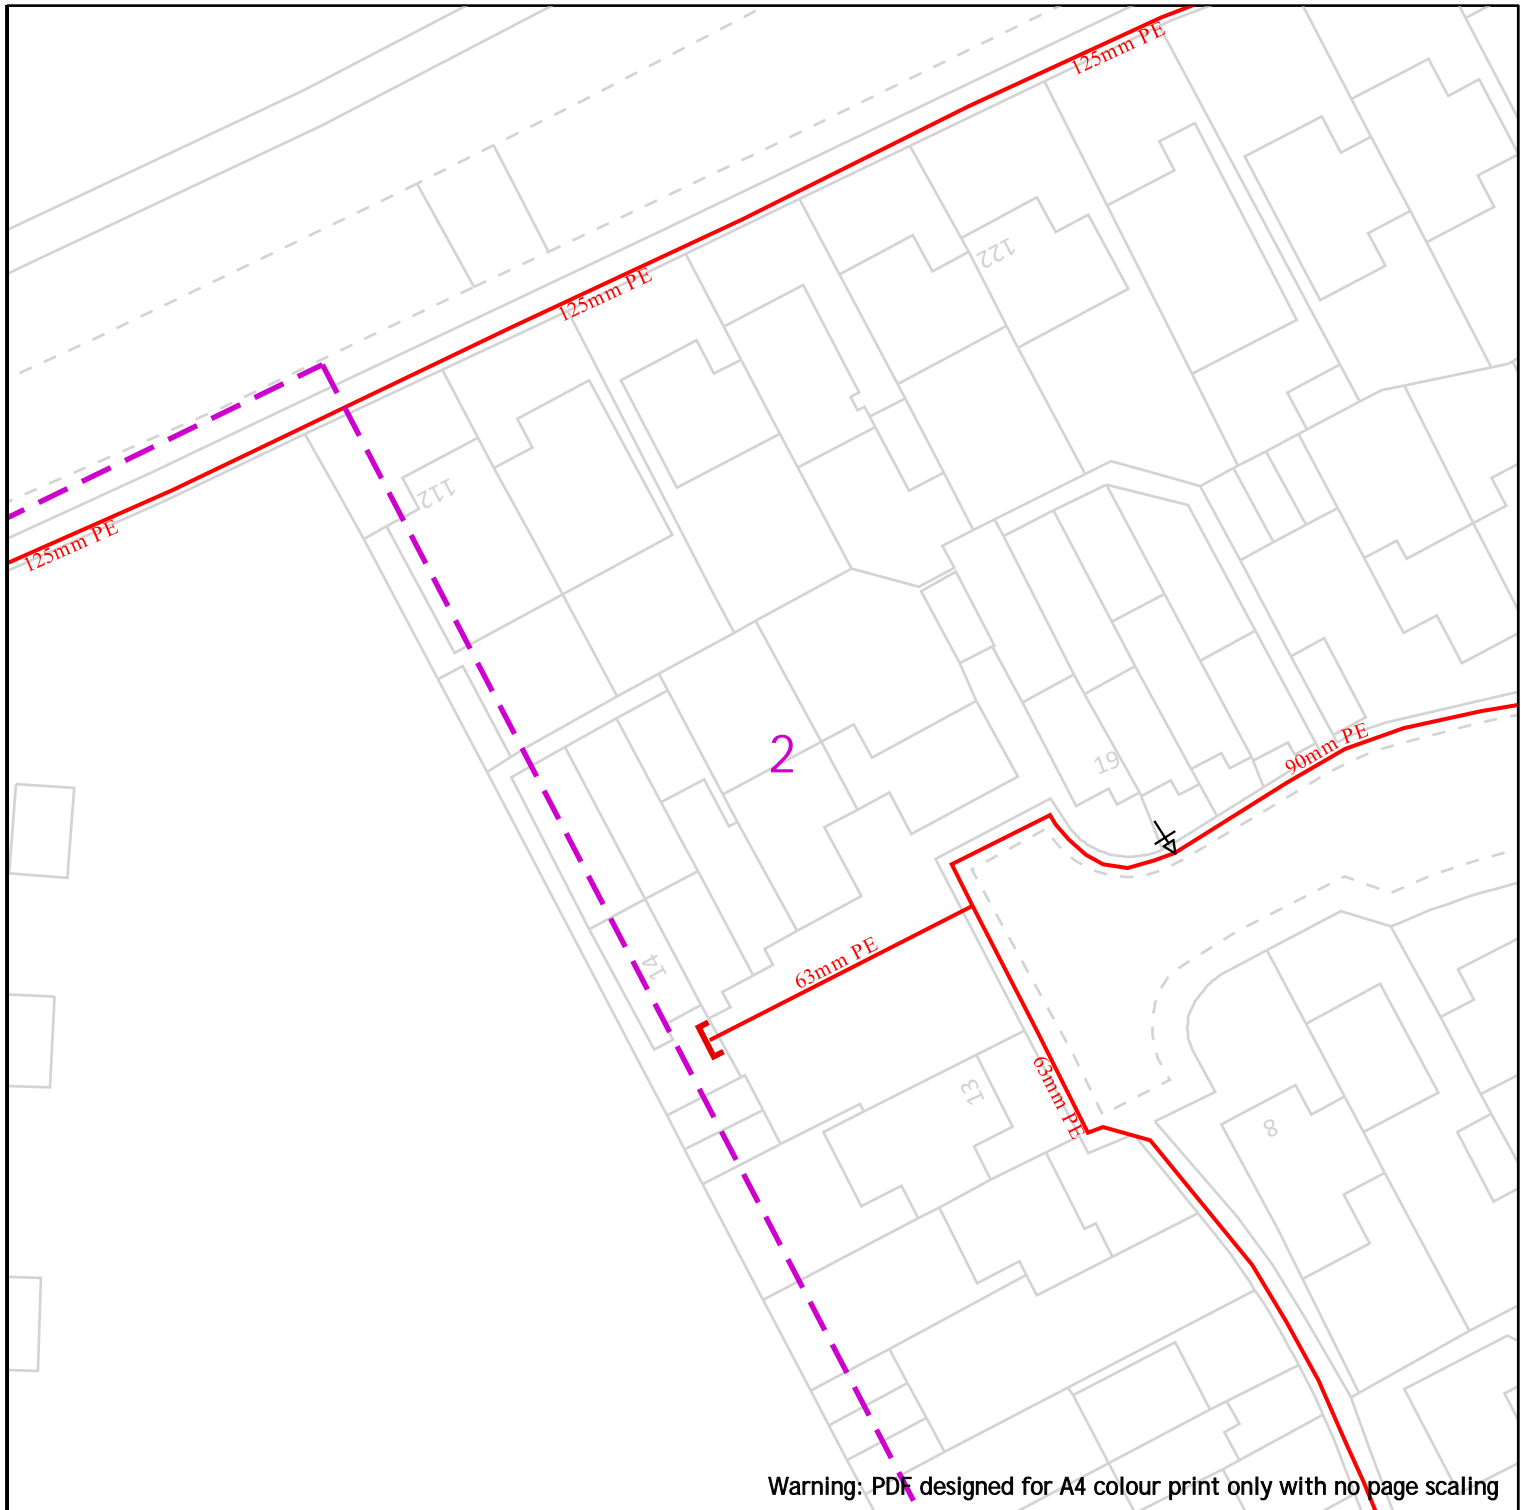 125mm PE
122
125mm PE
112
125mm PE
2
90mm PE
19
63mm PE
14
63mm PE
13
8
Warning: PDF designed for A4 colour print only with no page scaling